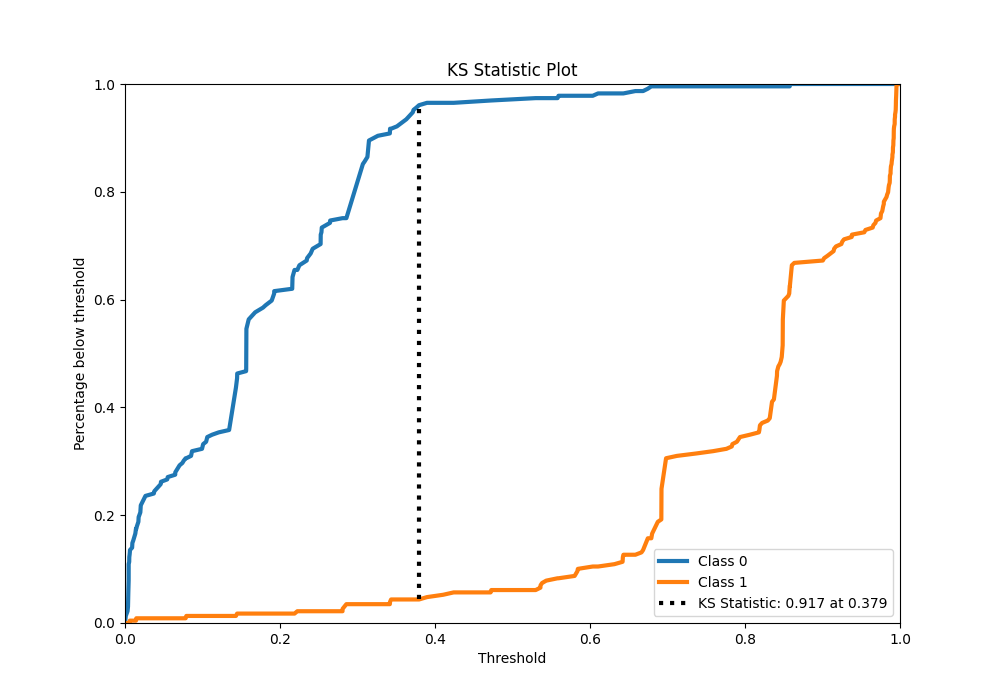 KS Statistic Plot
1.0
0.8
0.6
0.4
0.2
0.0
Percentage below threshold
0.0 0.2 0.4 0.6 0.8 1.0
Threshold
Class 0
Class 1
KS Statistic: 0.917 at 0.379